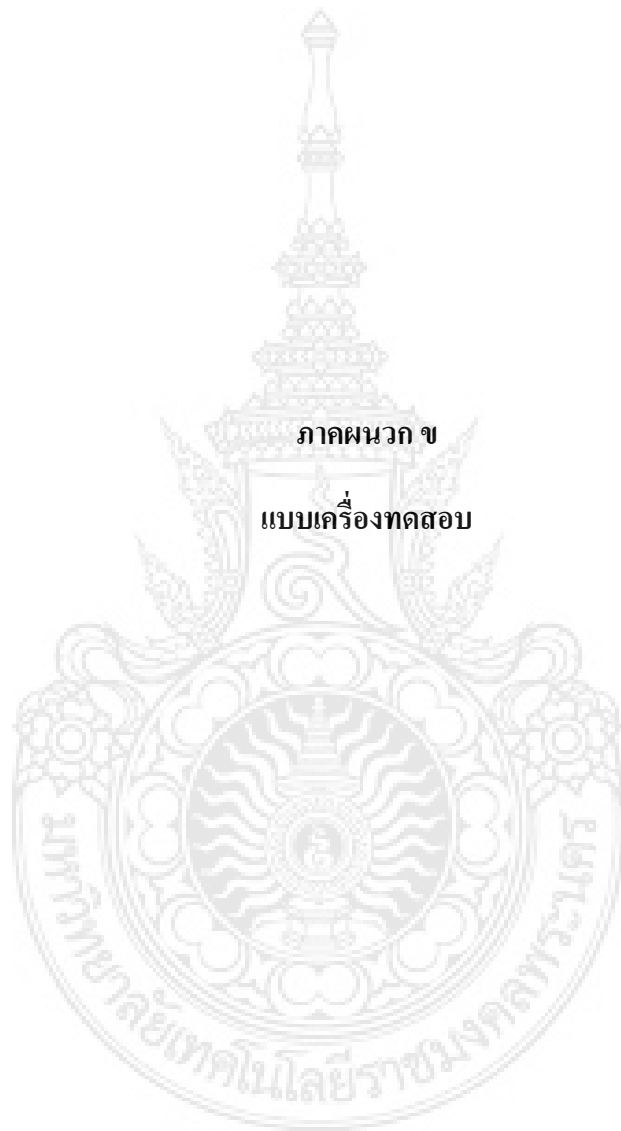 ภาคผนวก ข
แบบเครื่องทดสอบ
มหาวิทยาลัยเทคโนโลยีราชมงคลพระนคร